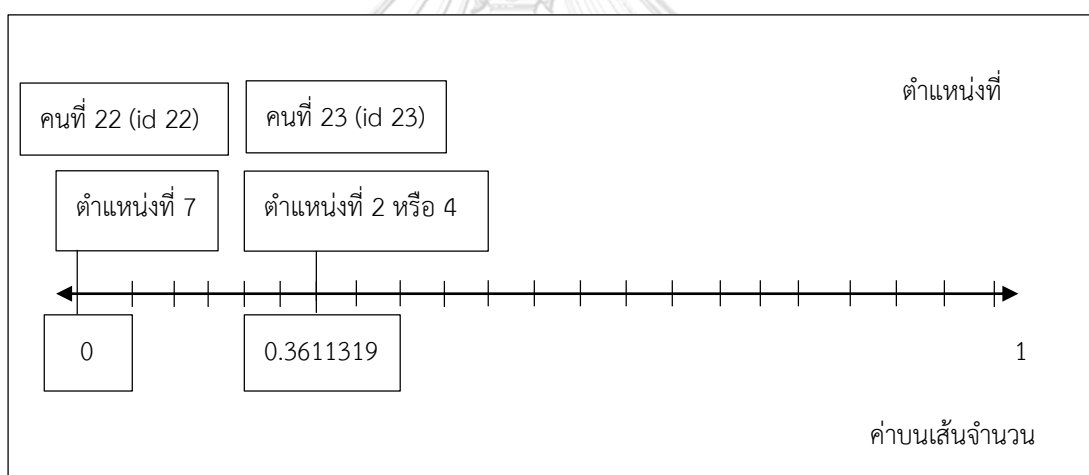 ตำแหน่งที่
คนที่ 22 (id 22)
คนที่ 23 (id 23)
ตำแหน่งที่ 7
ตำแหน่งที่ 2 หรือ 4
0
0.3611319
1
ค่าบนเส้นจำนวน